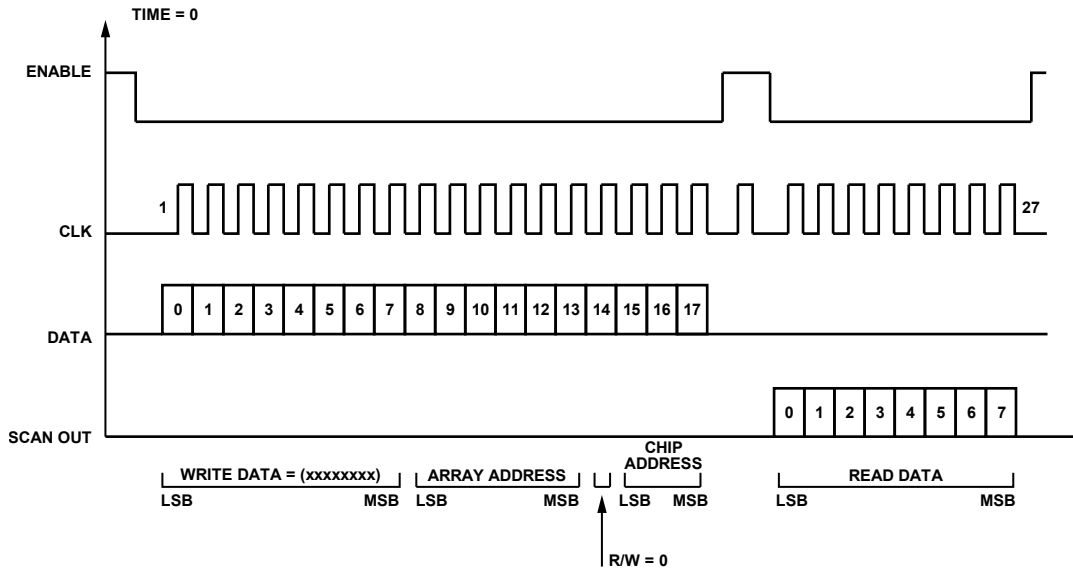 TIME = 0
ENABLE
1
27
CLK
0 1 2 3 4 5 6 7 8 9 10 11 12 13 14 15 16 17
DATA
0 1 2 3 4 5 6 7
SCAN OUT
WRITE DATA = (xxxxxxxx)
ARRAY ADDRESS
CHIP
ADDRESS
READ DATA
LSB MSB LSB MSB LSB MSB LSB MSB
R/W = 0